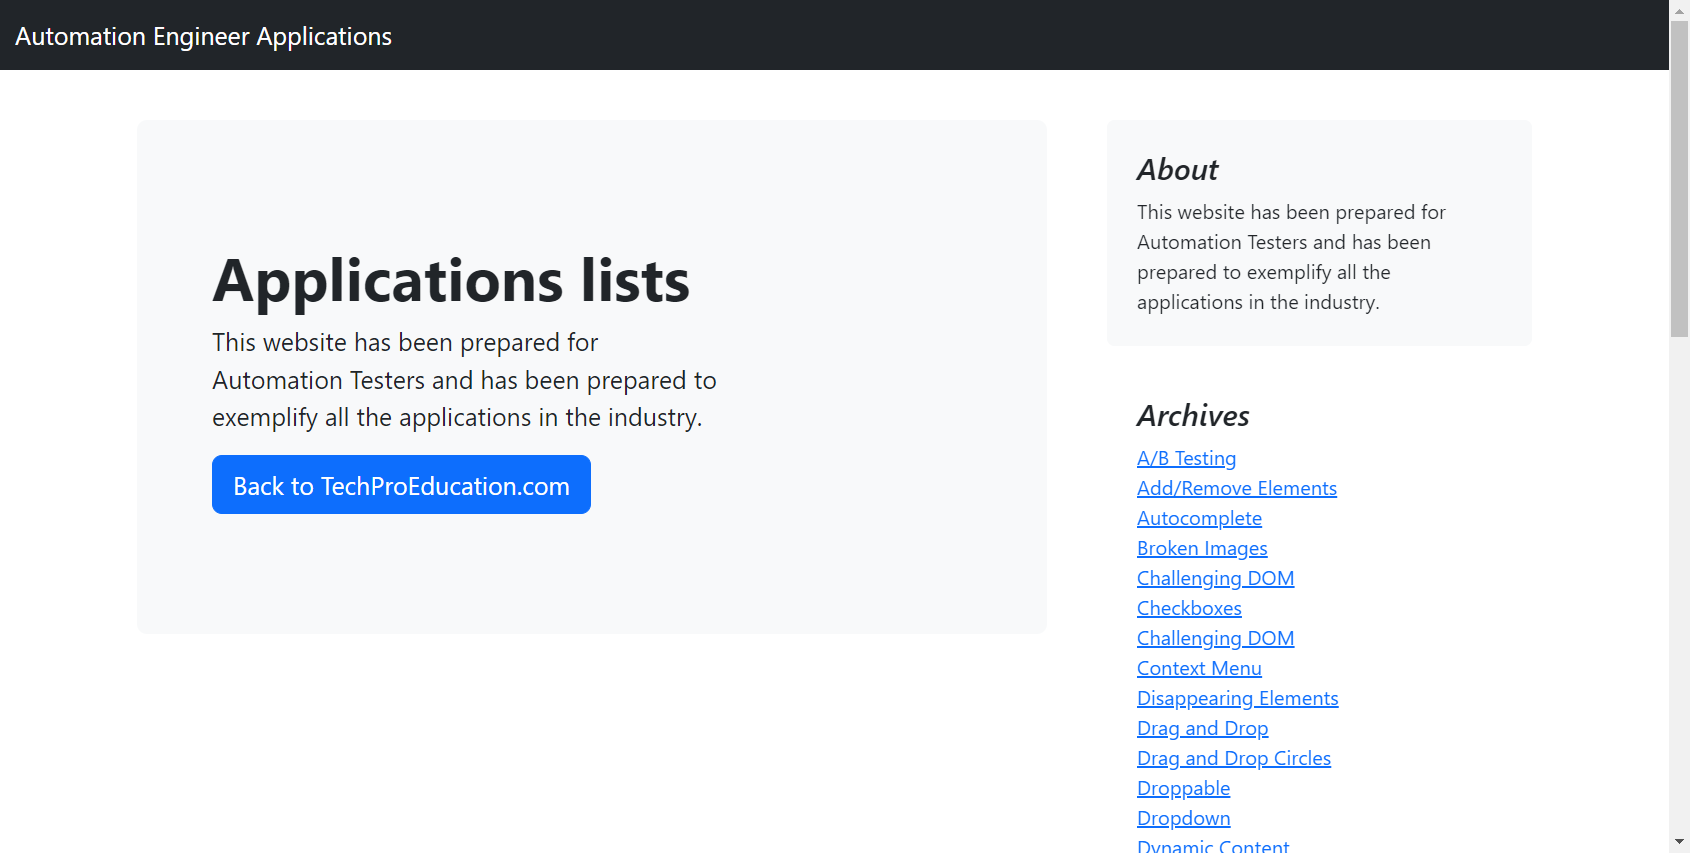 Automation Engineer Applications
Applications lists
This website has been prepared for
Automation Testers and has been prepared to
exemplify all the applications in the industry.
Back to TechProEducation.com
About
This website has been prepared for
Automation Testers and has been
prepared to exemplify all the
applications in the industry.
Archives
A/B Testing
Add/Remove Elements
Autocomplete
Broken Images
Challenging DOM
Checkboxes
Challenging DOM
Context Menu
Disappearing Elements
Drag and Drop
Drag and Drop Circles
Droppable
Dropdown
Dynamic Content